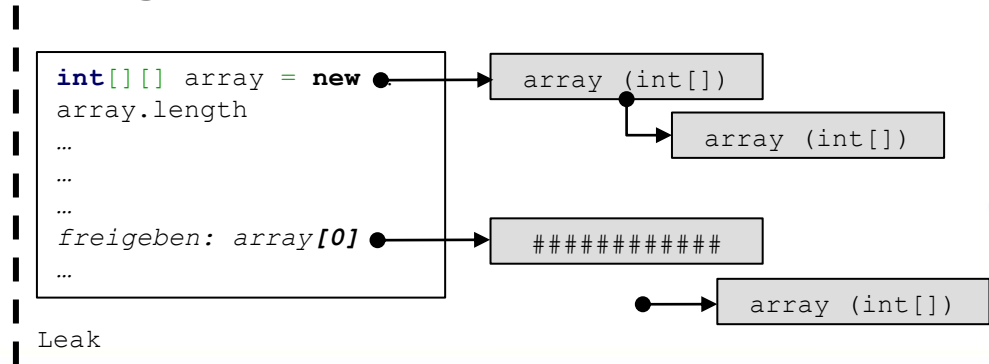 int[][] array = new .
array.length
…
…
…
freigeben: array[0]
…
array (int[])
array (int[])
############
array (int[])
Leak